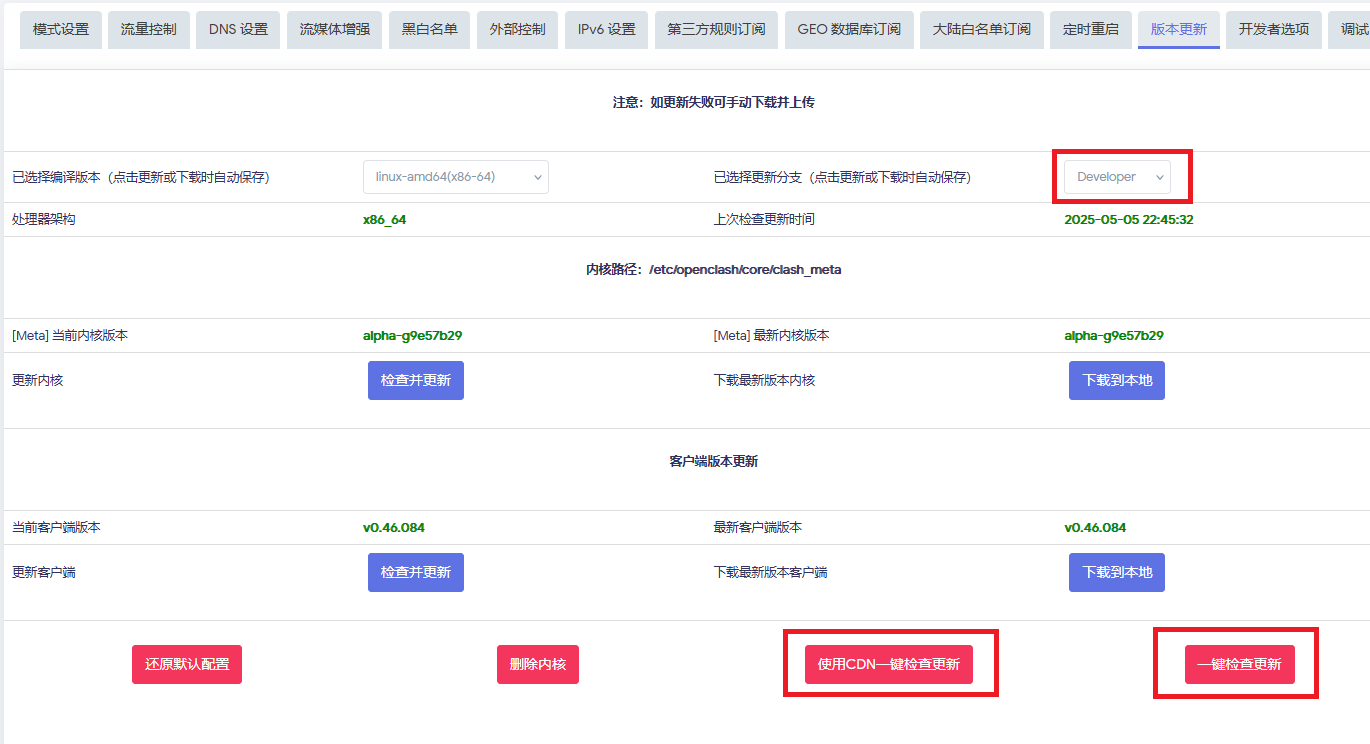 模式设置 流量控制 DNS 设置 流媒体增强 黑白名单 外部控制 IPv6 设置 第三方规则订阅 GEO 数据库订阅 大陆白名单订阅 定时重启 版本更新 开发者选项 调试
注意：如更新失败可手动下载并上传
已选择编译版本（点击更新或下载时自动保存） linux-amd64(x86-64) 已选择更新分支（点击更新或下载时自动保存） Developer
处理器架构 x86_64 上次检查更新时间 2025-05-05 22:45:32
内核路径：/etc/openclash/core/clash_meta
[Meta] 当前内核版本 alpha-g9e57b29 [Meta] 最新内核版本 alpha-g9e57b29
更新内核 检查并更新 下载最新版本内核 下载到本地
客户端版本更新
当前客户端版本 v0.46.084 最新客户端版本 v0.46.084
更新客户端 检查并更新 下载最新版本客户端 下载到本地
还原默认配置 删除内核 使用CDN一键检查更新 一键检查更新